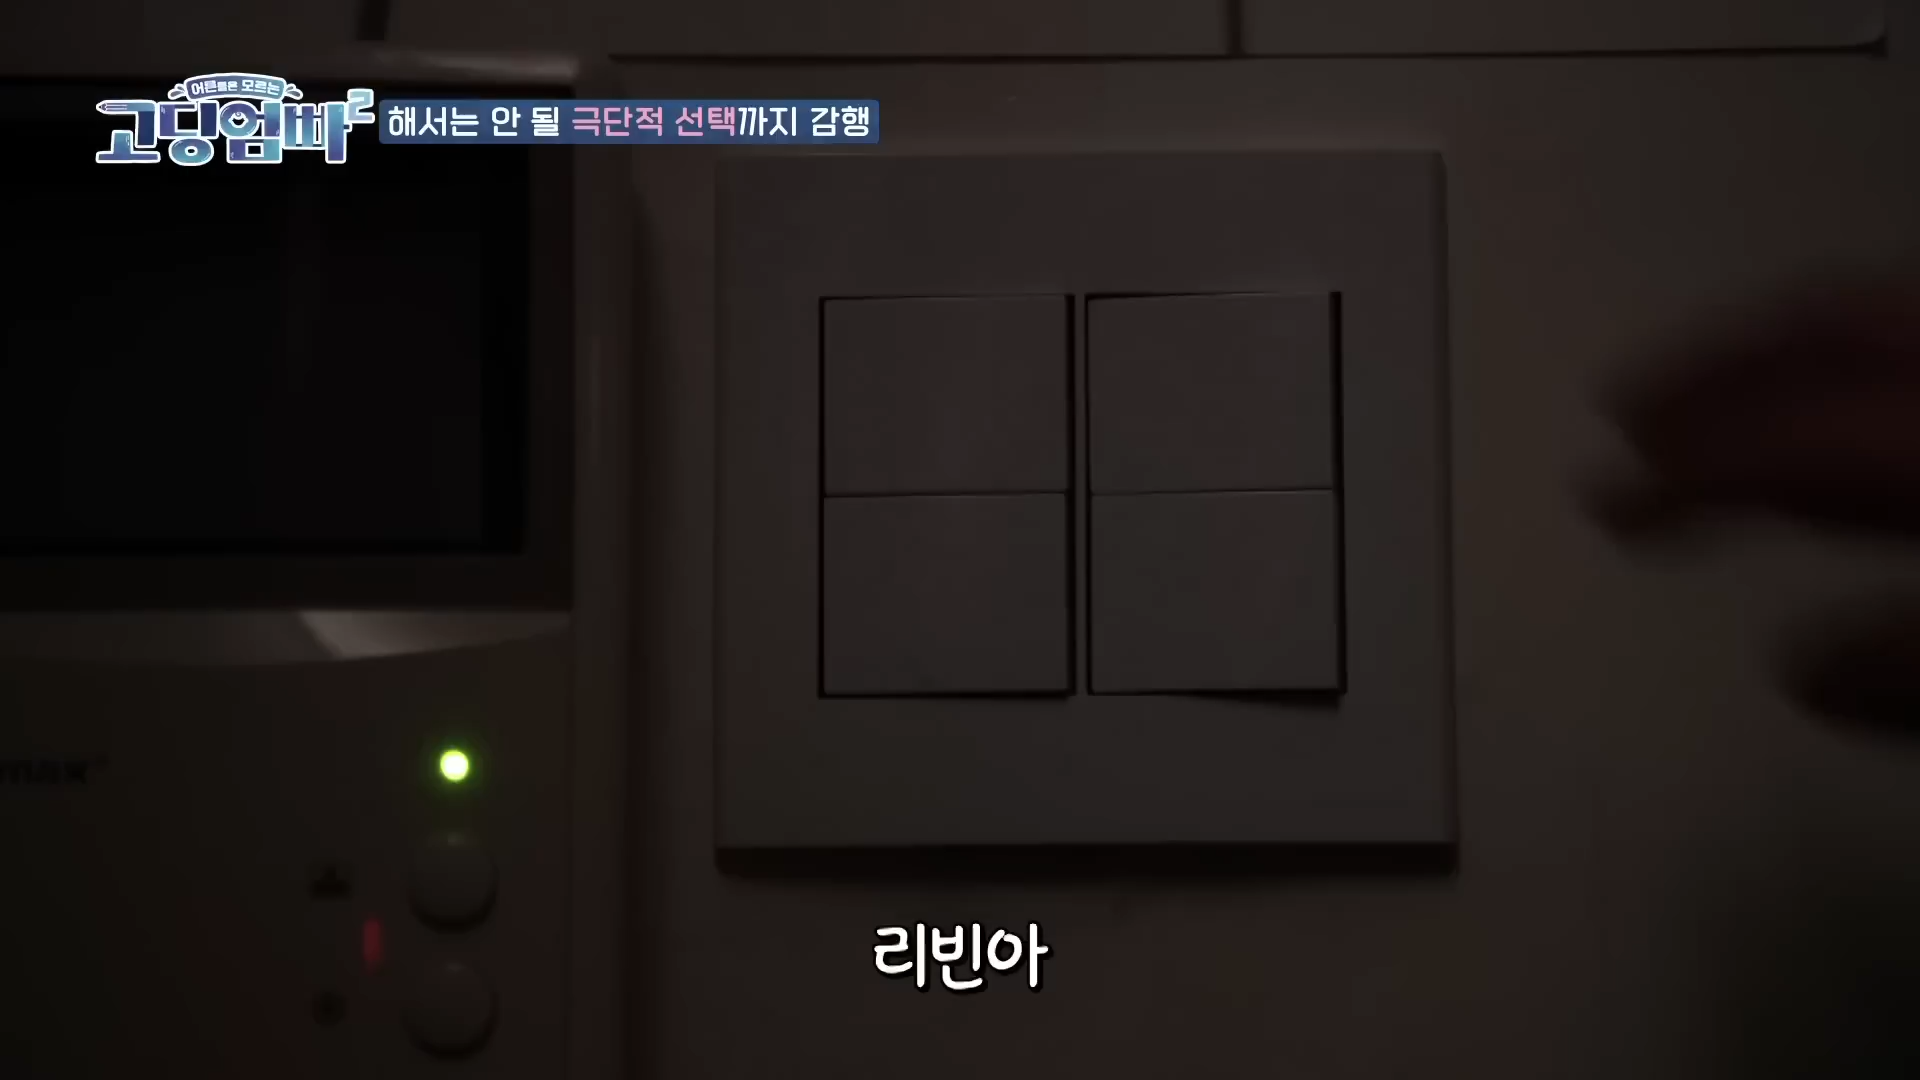 어른들은 모르는
고딩엄빠2
해서는 안 될 극단적 선택까지 감행
리빈아